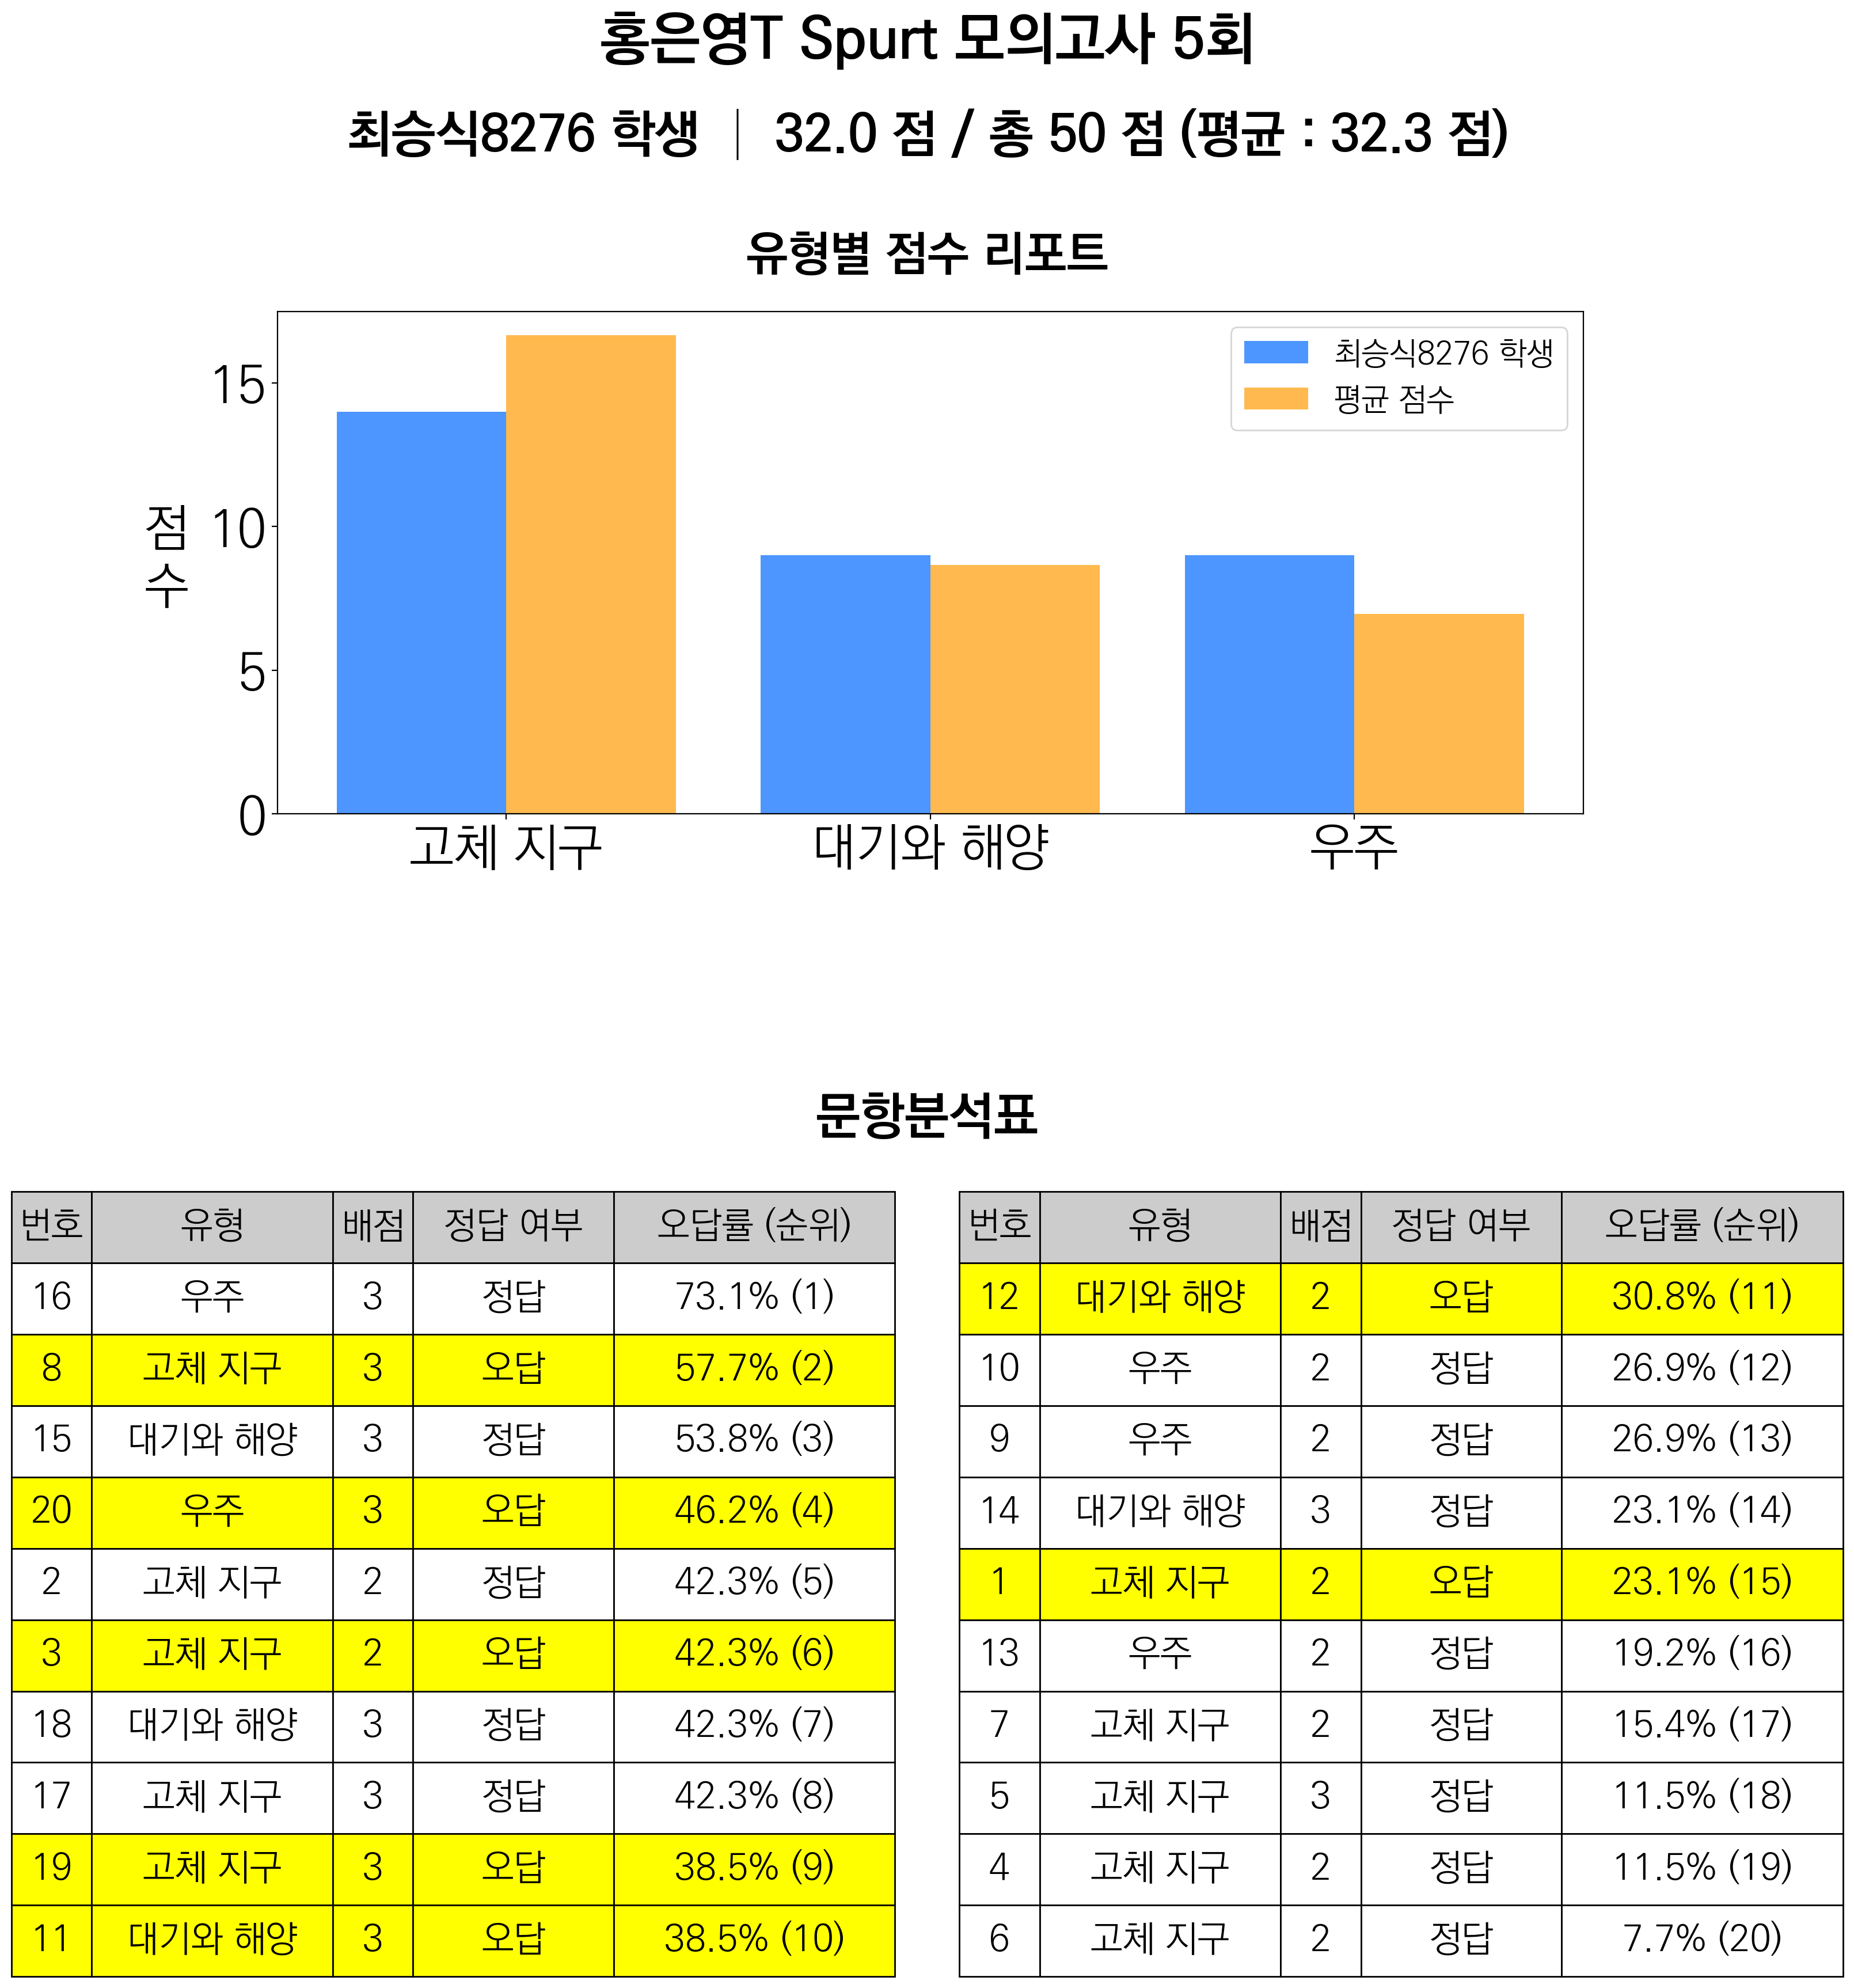 홍은영T Spurt 모의고사 5회
최승식8276 학생 | 32.0 점 / 총 50 점 (평균 : 32.3 점)
유형별 점수 리포트
최승식8276 학생
평균 점수
점수
15
10
5
0
고체 지구 대기와 해양 우주
문항분석표
번호 유형 배점 정답 여부 오답률 (순위)
16 우주 3 정답 73.1% (1)
8 고체 지구 3 오답 57.7% (2)
15 대기와 해양 3 정답 53.8% (3)
20 우주 3 오답 46.2% (4)
2 고체 지구 2 정답 42.3% (5)
3 고체 지구 2 오답 42.3% (6)
18 대기와 해양 3 정답 42.3% (7)
17 고체 지구 3 정답 42.3% (8)
19 고체 지구 3 오답 38.5% (9)
11 대기와 해양 3 오답 38.5% (10)
번호 유형 배점 정답 여부 오답률 (순위)
12 대기와 해양 2 오답 30.8% (11)
10 우주 2 정답 26.9% (12)
9 우주 2 정답 26.9% (13)
14 대기와 해양 3 정답 23.1% (14)
1 고체 지구 2 오답 23.1% (15)
13 우주 2 정답 19.2% (16)
7 고체 지구 2 정답 15.4% (17)
5 고체 지구 3 정답 11.5% (18)
4 고체 지구 2 정답 11.5% (19)
6 고체 지구 2 정답 7.7% (20)